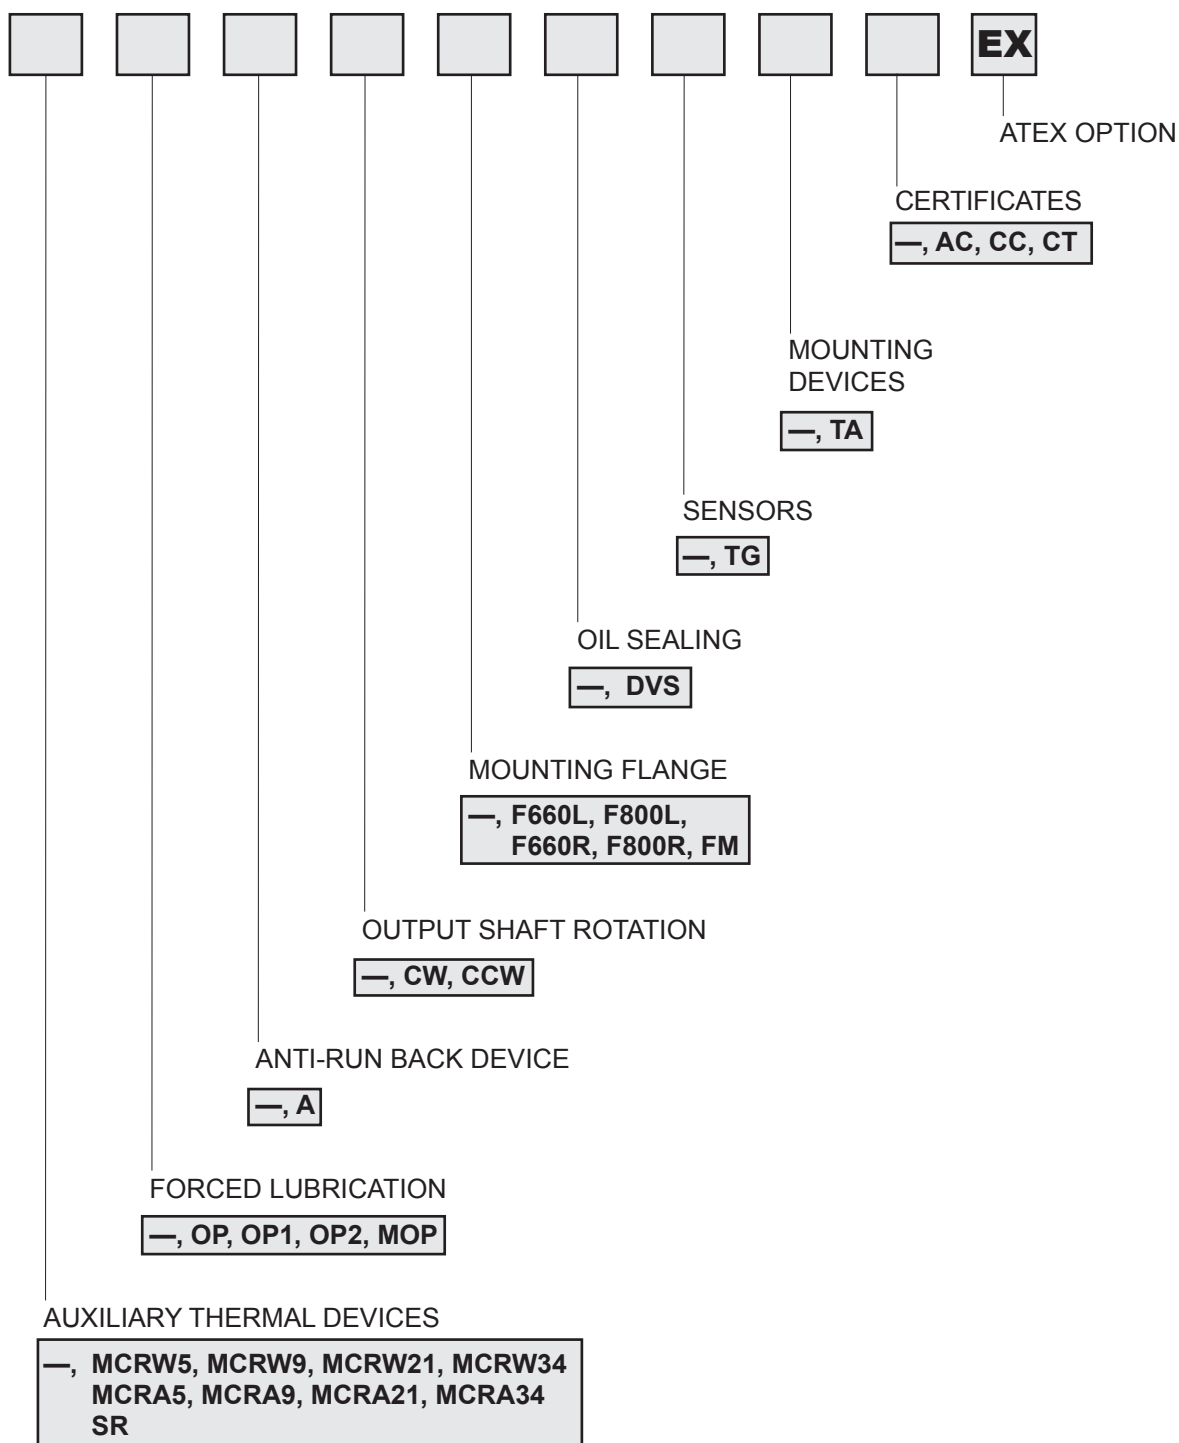 EX
ATEX OPTION
CERTIFICATES
—, AC, CC, CT
MOUNTING
DEVICES
—, TA
SENSORS
—, TG
OIL SEALING
—, DVS
MOUNTING FLANGE
—, F660L, F800L,
F660R, F800R, FM
OUTPUT SHAFT ROTATION
—, CW, CCW
ANTI-RUN BACK DEVICE
—, A
FORCED LUBRICATION
—, OP, OP1, OP2, MOP
AUXILIARY THERMAL DEVICES
—, MCRW5, MCRW9, MCRW21, MCRW34
MCRA5, MCRA9, MCRA21, MCRA34
SR